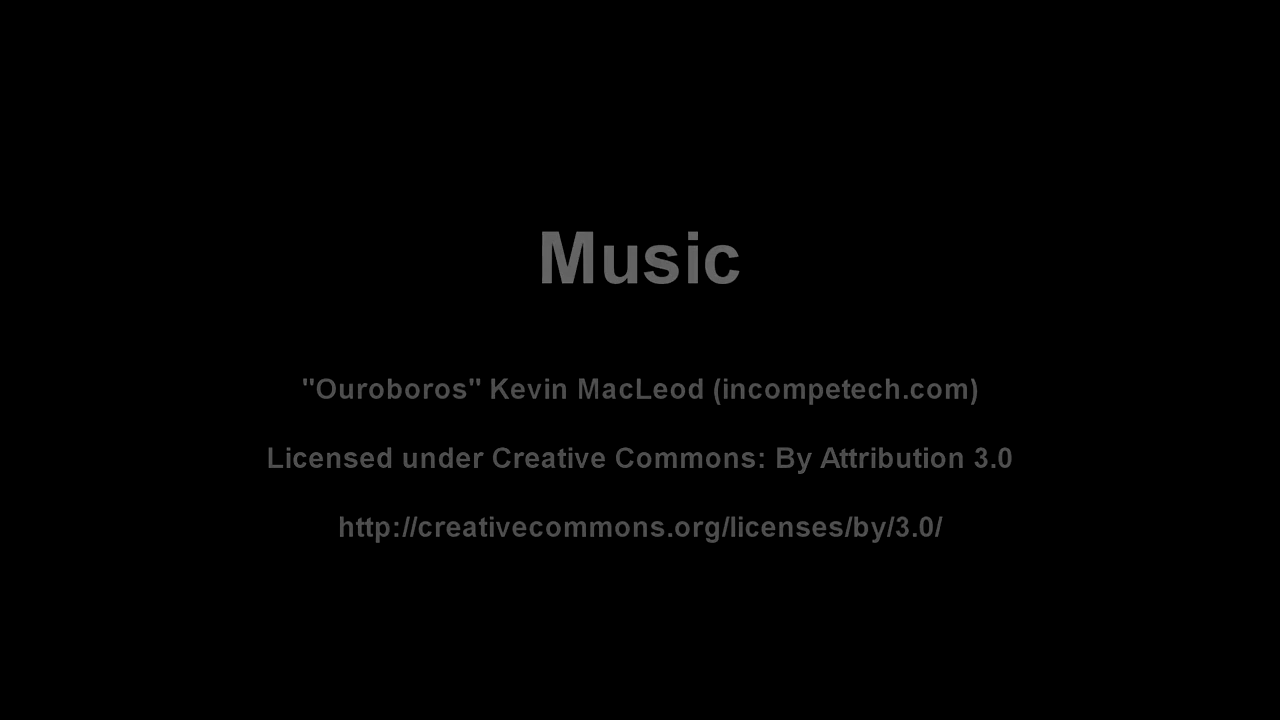 Music
"Ouroboros" Kevin MacLeod (incompetech.com)
Licensed under Creative Commons: By Attribution 3.0
http://creativecommons.org/licenses/by/3.0/